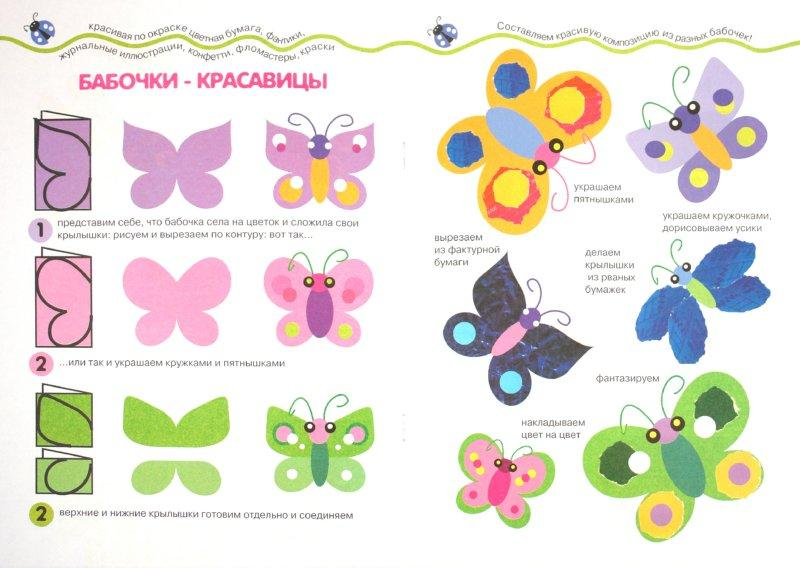 красивая по окраске цветная бумага, фантики,
журнальные иллюстрации, конфетти, фломастеры, краски
БАБОЧКИ - КРАСАВИЦЫ
1 представим себе, что бабочка села на цветок и сложила свои
крылышки: рисуем и вырезаем по контуру: вот так...
2 ...или так и украшаем кружками и пятнышками
2 верхние и нижние крылышки готовим отдельно и соединяем
Составляем красивую композицию из разных бабочек!
украшаем
пятнышками
украшаем кружочками,
дорисовываем усики
вырезаем
из фактурной
бумаги
делаем
крылышки
из рваных
бумажек
фантазируем
накладываем
цвет на цвет